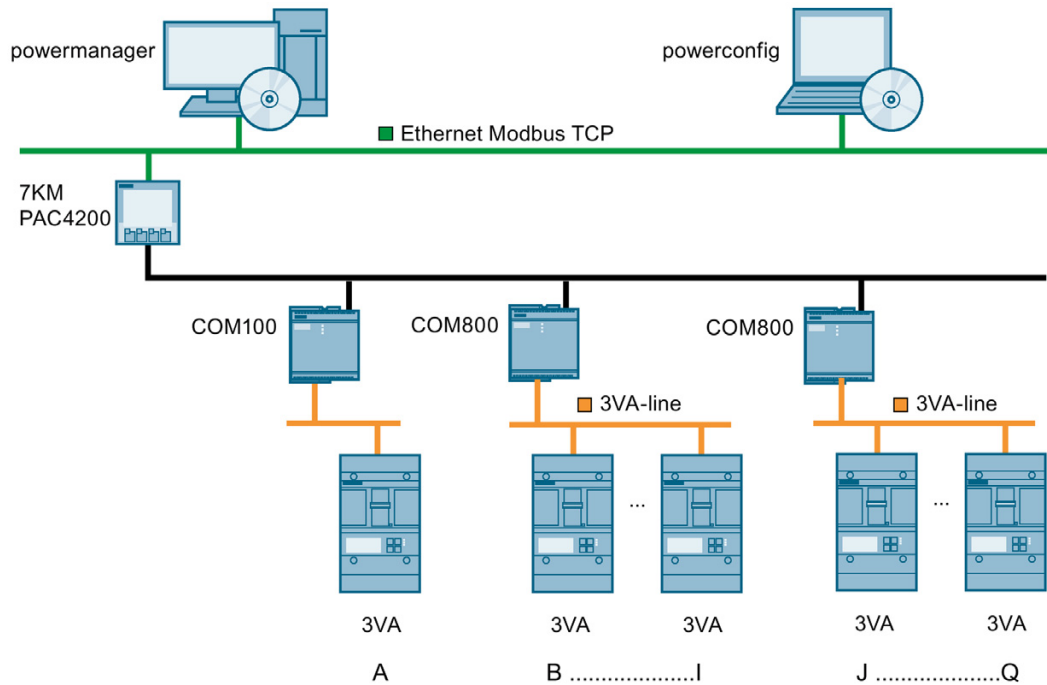 powermanager
powerconfig
Ethernet Modbus TCP
7KM
PAC4200
COM100
COM800
COM800
3VA-line
3VA-line
...
...
3VA
3VA
3VA
3VA
3VA
A
B ....................I
J ....................Q